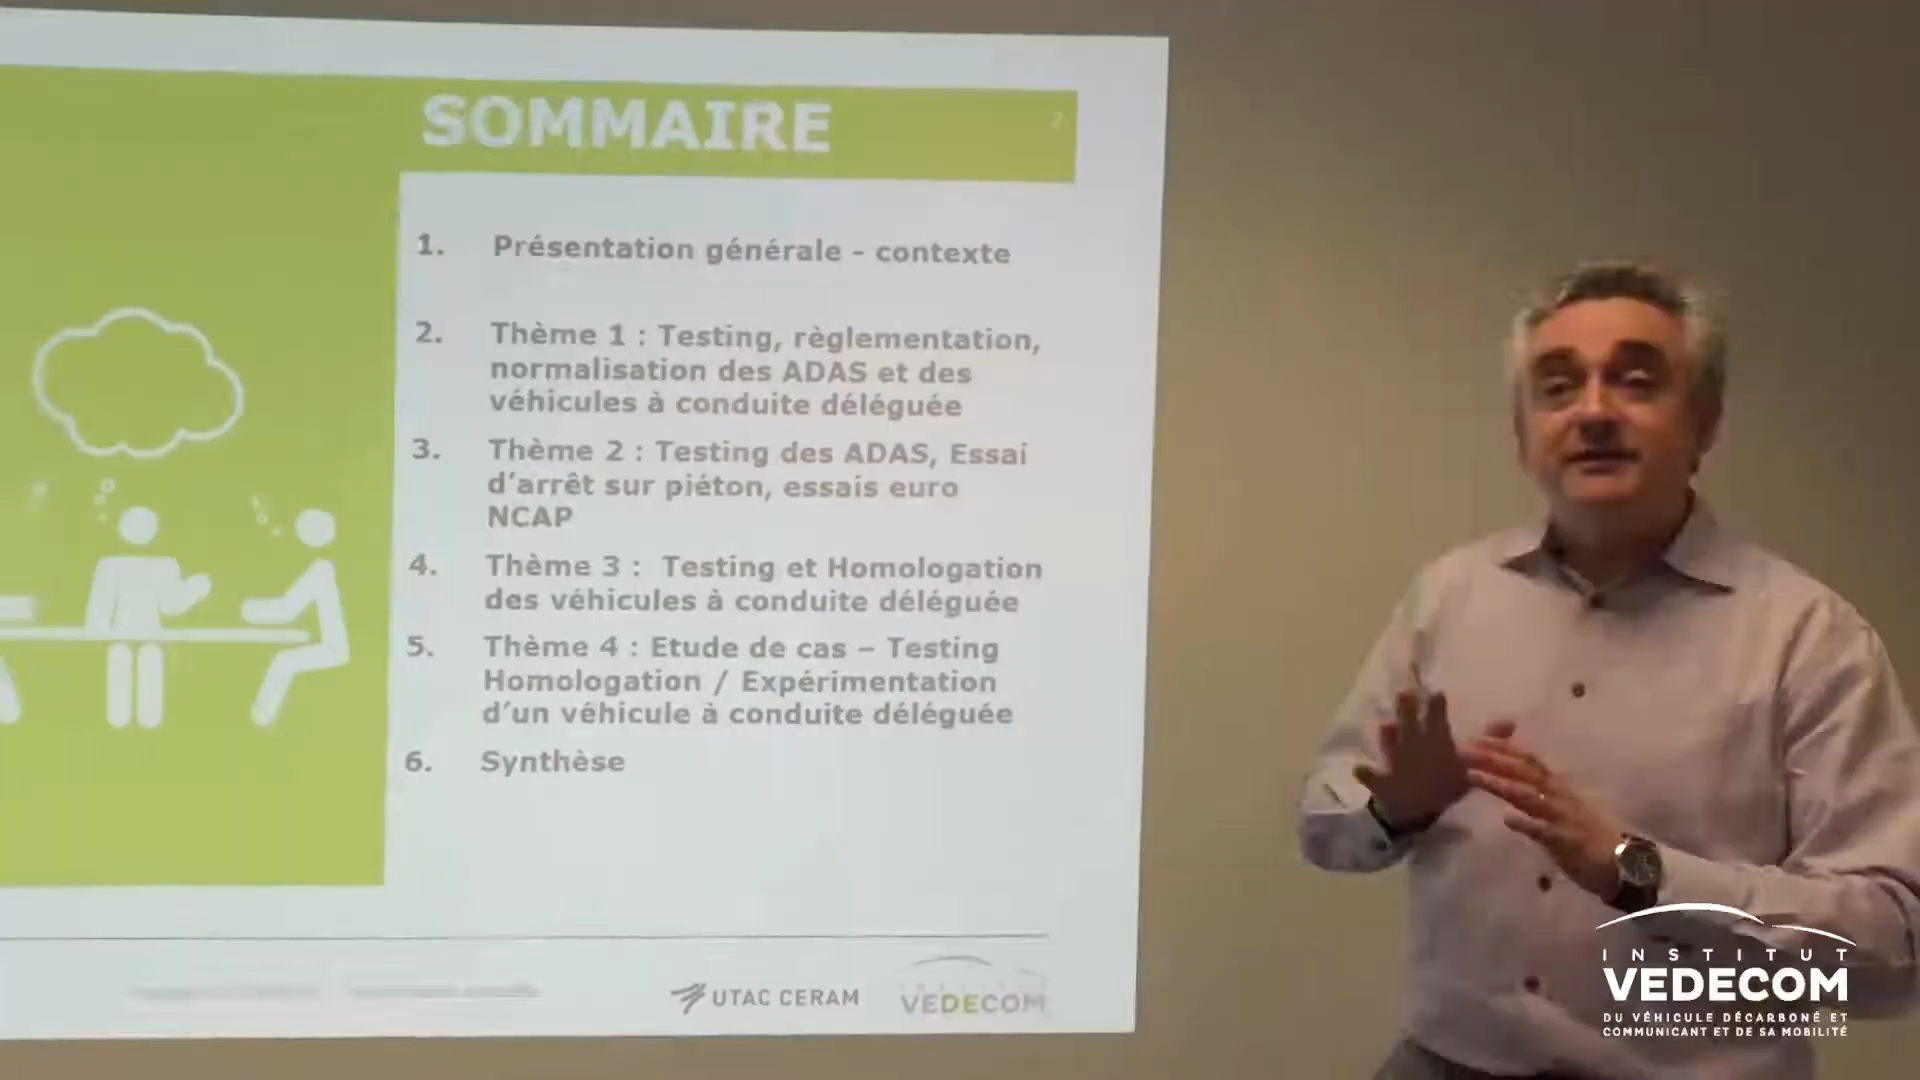 SOMMAIRE
2
1. Présentation générale - contexte
2. Thème 1 : Testing, règlementation,
normalisation des ADAS et des
véhicules à conduite déléguée
3. Thème 2 : Testing des ADAS, Essai
d'arrêt sur piéton, essais euro
NCAP
4. Thème 3 : Testing et Homologation
des véhicules à conduite déléguée
5. Thème 4 : Etude de cas – Testing
Homologation / Expérimentation
d'un véhicule à conduite déléguée
6. Synthèse
UTAC CERAM
VEDECOM
INSTITUT
VEDECOM
DU VÉHICULE DÉCARBONÉ ET
COMMUNICANT ET DE SA MOBILITÉ